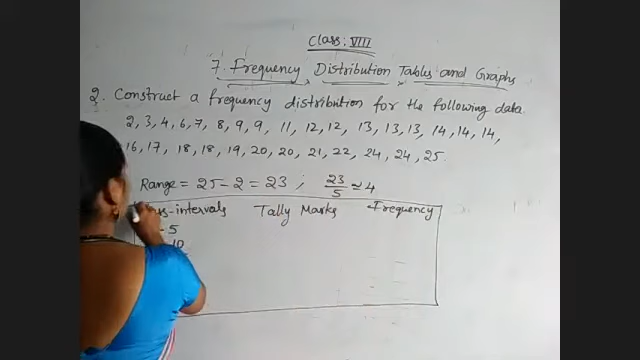 Class: VIII
7. Frequency Distribution Tables and Graphs
2. Construct a frequency distribution for the following data.
2, 3, 4, 6, 7, 8, 9, 9, 11, 12, 12, 13, 13, 13, 14, 14, 14,
16, 17, 18, 18, 19, 20, 20, 21, 22, 24, 24, 25.
Range = 25 - 2 = 23 ; 23/5 ≈ 4
Tally Marks Frequency
5
10